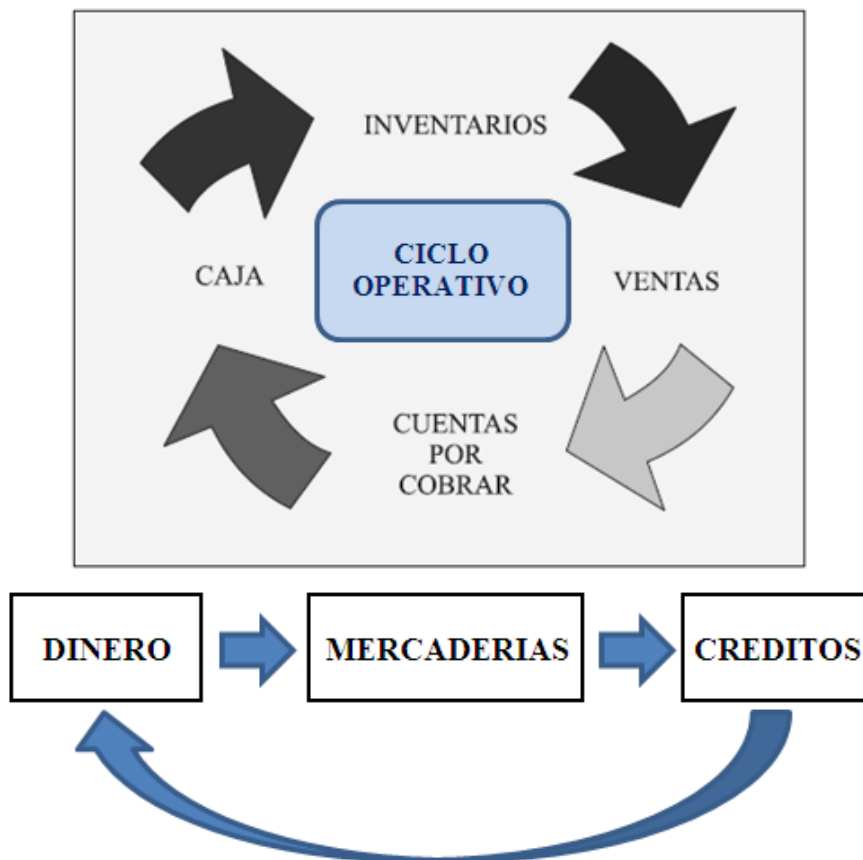 INVENTARIOS
CAJA
CICLO
OPERATIVO
VENTAS
CUENTAS
POR
COBRAR
DINERO
MERCADERIAS
CREDITOS